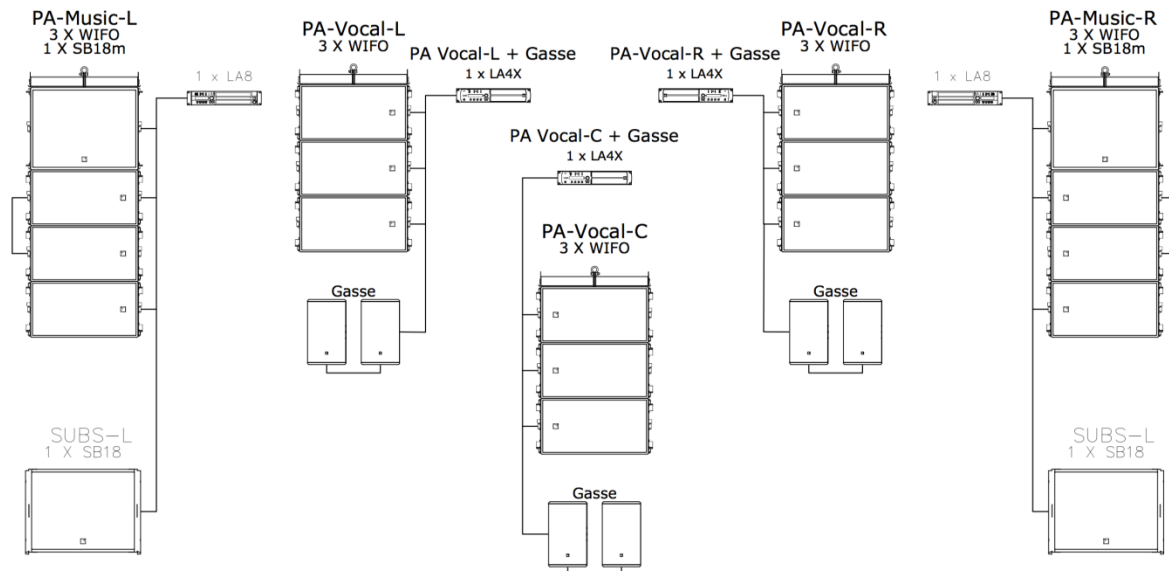 PA-Music-L
3 X WIFO
1 X SB18m
1 x LA8
PA-Vocal-L
3 X WIFO
PA Vocal-L + Gasse
1 x LA4X
PA-Vocal-R + Gasse
1 x LA4X
PA-Vocal-R
3 X WIFO
1 x LA8
PA-Music-R
3 X WIFO
1 X SB18m
PA Vocal-C + Gasse
1 x LA4X
PA-Vocal-C
3 X WIFO
Gasse
Gasse
SUBS-L
1 X SB18
Gasse
SUBS-L
1 X SB18